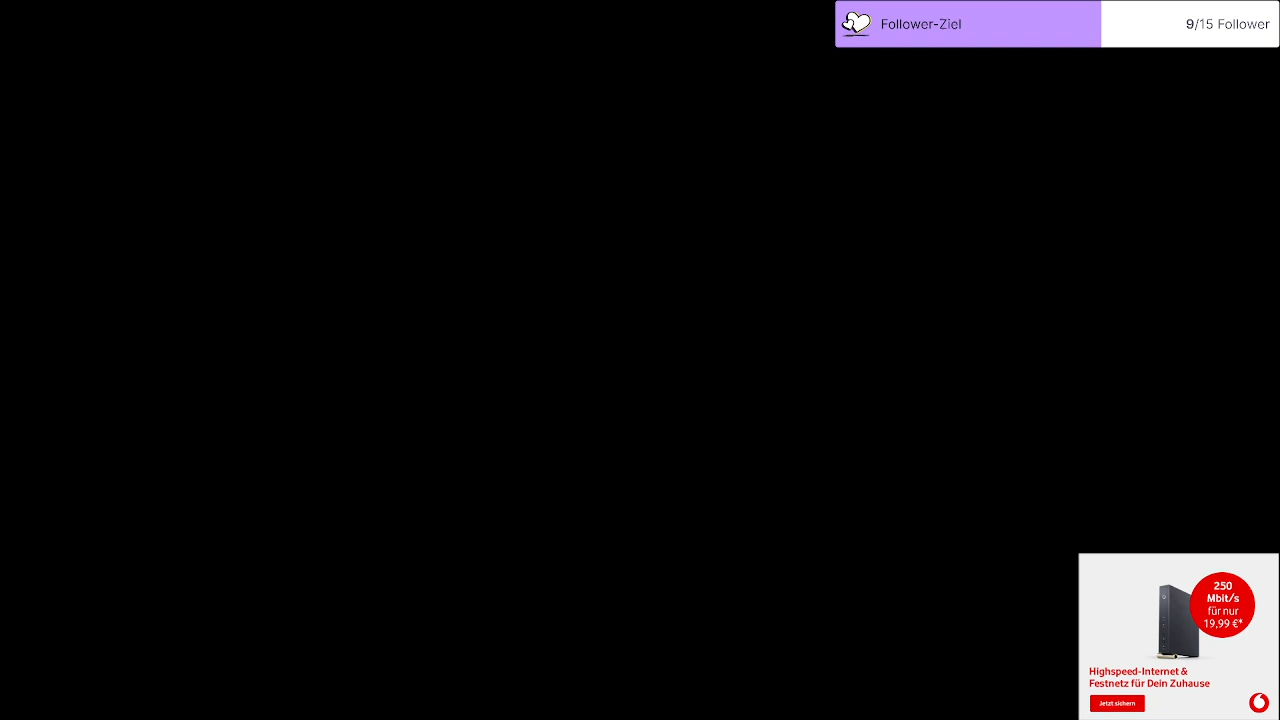 Follower-Ziel
9/15 Follower
250
Mbit/s
für nur
19,99 €*
Highspeed-Internet &
Festnetz für Dein Zuhause
Jetzt sichern